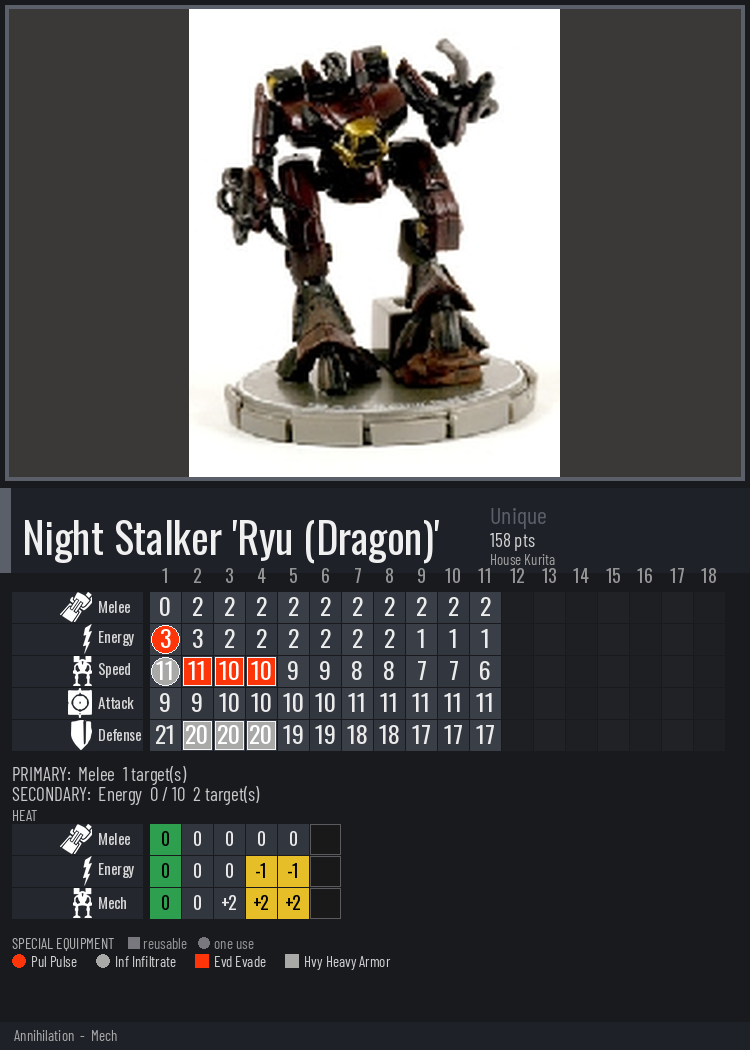 Night Stalker 'Ryu (Dragon)'
Unique
158 pts
House Kurita
1 2 3 4 5 6 7 8 9 10 11 12 13 14 15 16 17 18
Melee 0 2 2 2 2 2 2 2 2 2 2
Energy 3 3 2 2 2 2 2 2 1 1 1
Speed 11 11 10 10 9 9 8 8 7 7 6
Attack 9 9 10 10 10 10 11 11 11 11 11
Defense 21 20 20 20 19 19 18 18 17 17 17
PRIMARY: Melee 1 target(s)
SECONDARY: Energy 0 / 10 2 target(s)
HEAT
Melee 0 0 0 0 0
Energy 0 0 0 -1 -1
Mech 0 0 +2 +2 +2
SPECIAL EQUIPMENT reusable one use
Pul Pulse Inf Infiltrate Evd Evade Hvy Heavy Armor
Annihilation - Mech